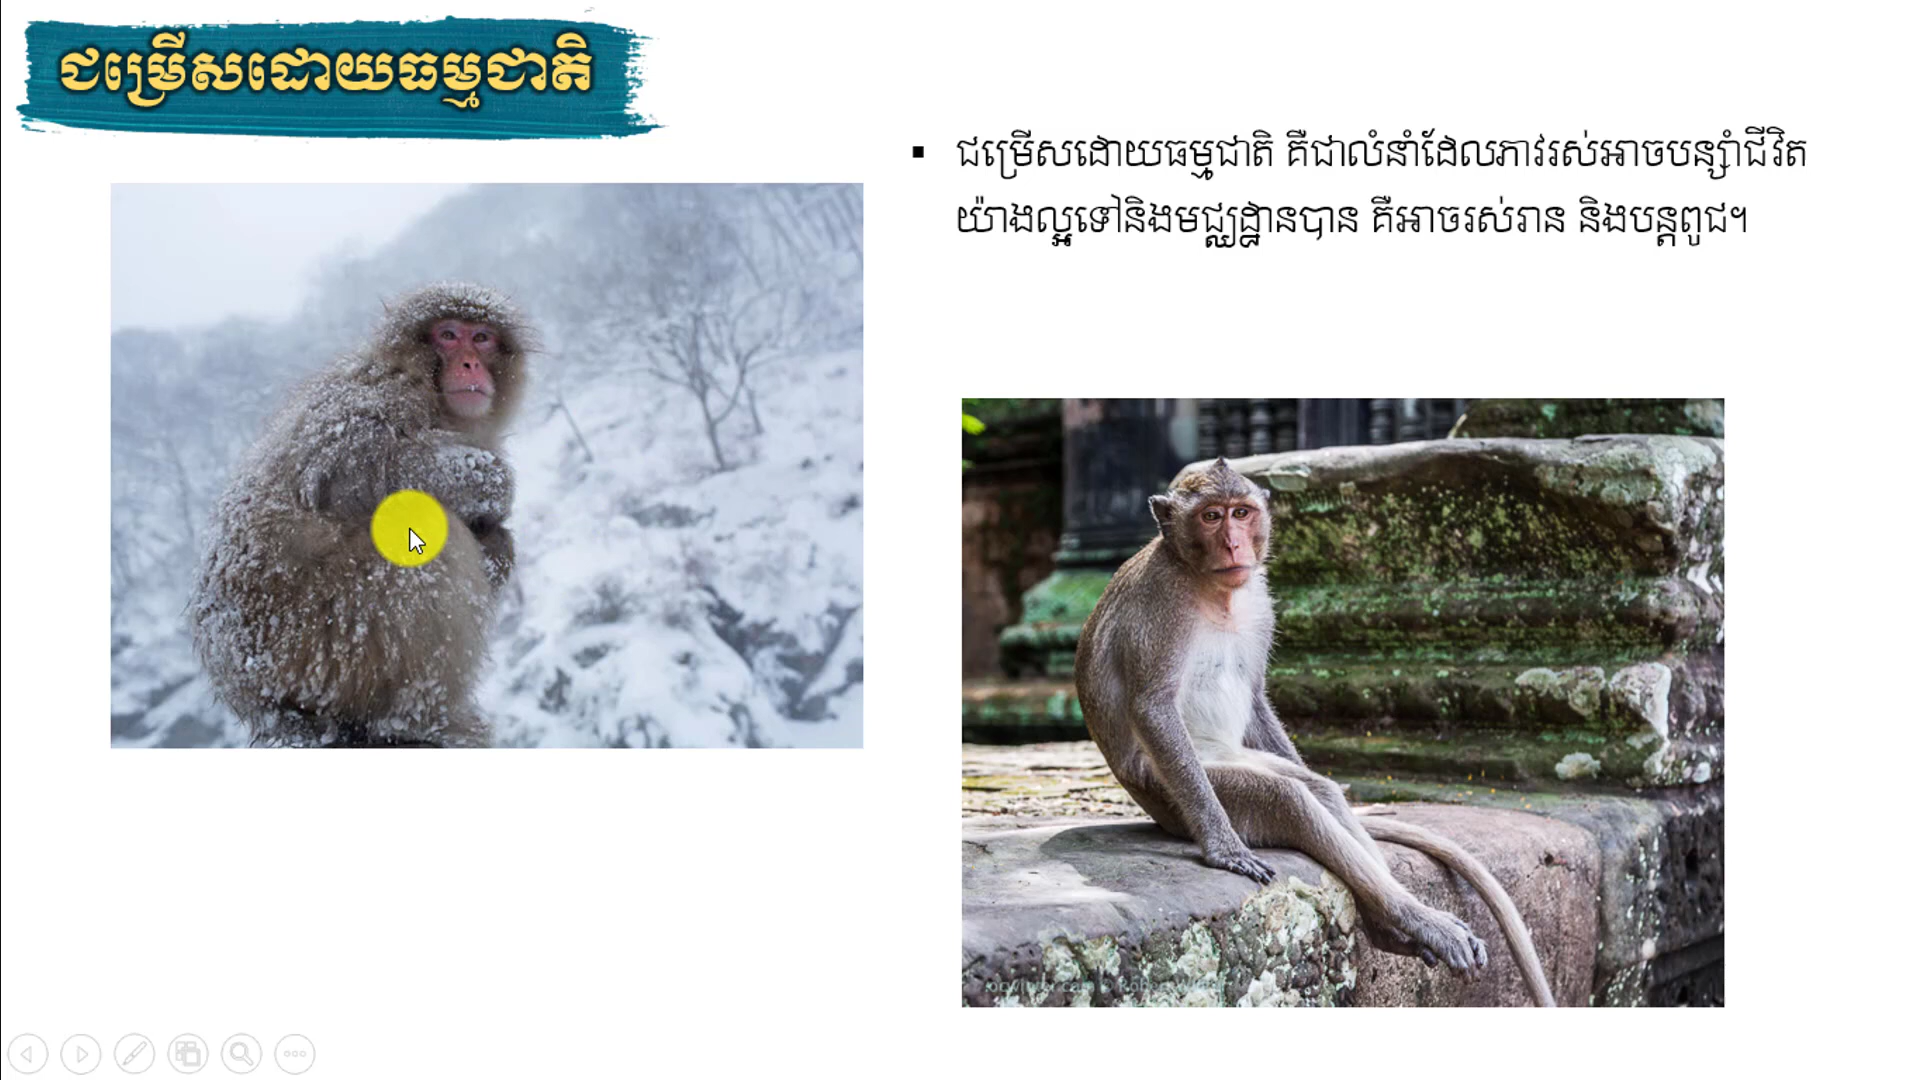 ជម្រើសដោយធម្មជាតិ
▪ ជម្រើសដោយធម្មជាតិ គឺជាលំនាំដែលភាវរស់អាចបន្សាំជីវិត
យ៉ាងល្អទៅនិងមជ្ឈដ្ឋានបាន គឺអាចរស់រាន និងបន្តពូជ។